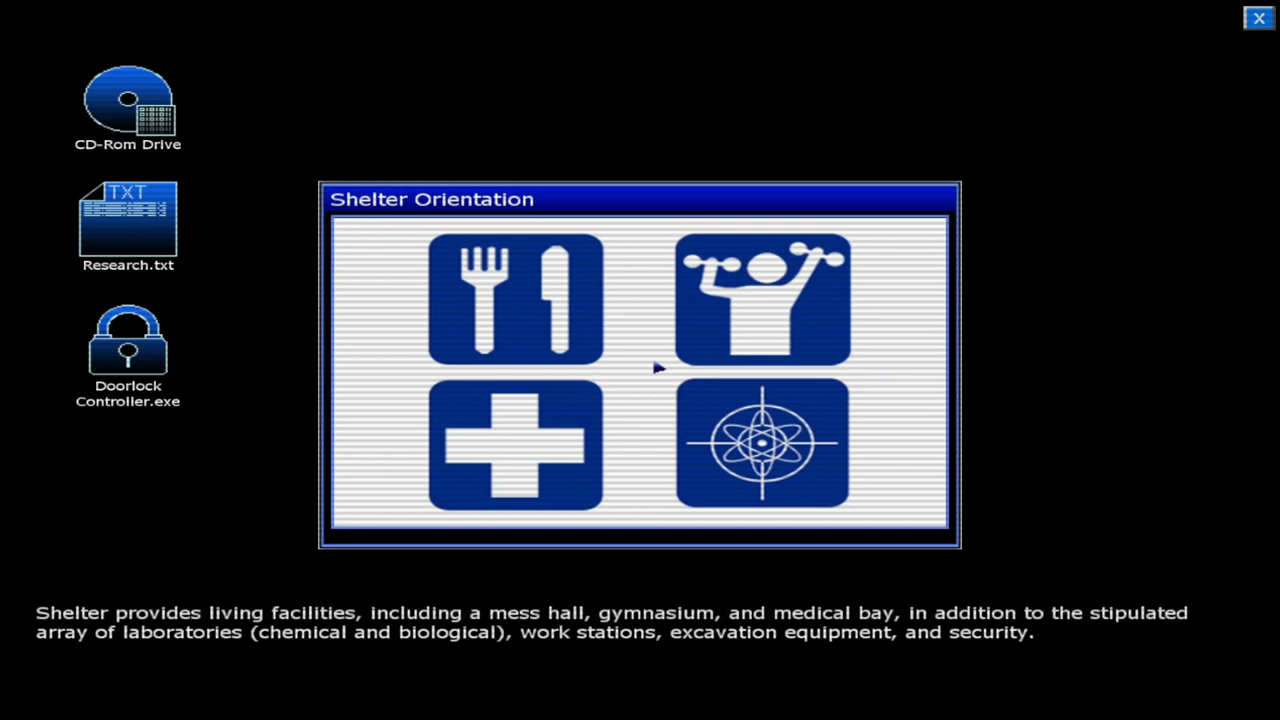 X
CD-Rom Drive
TXT
Research.txt
Doorlock
Controller.exe
Shelter Orientation
Shelter provides living facilities, including a mess hall, gymnasium, and medical bay, in addition to the stipulated
array of laboratories (chemical and biological), work stations, excavation equipment, and security.